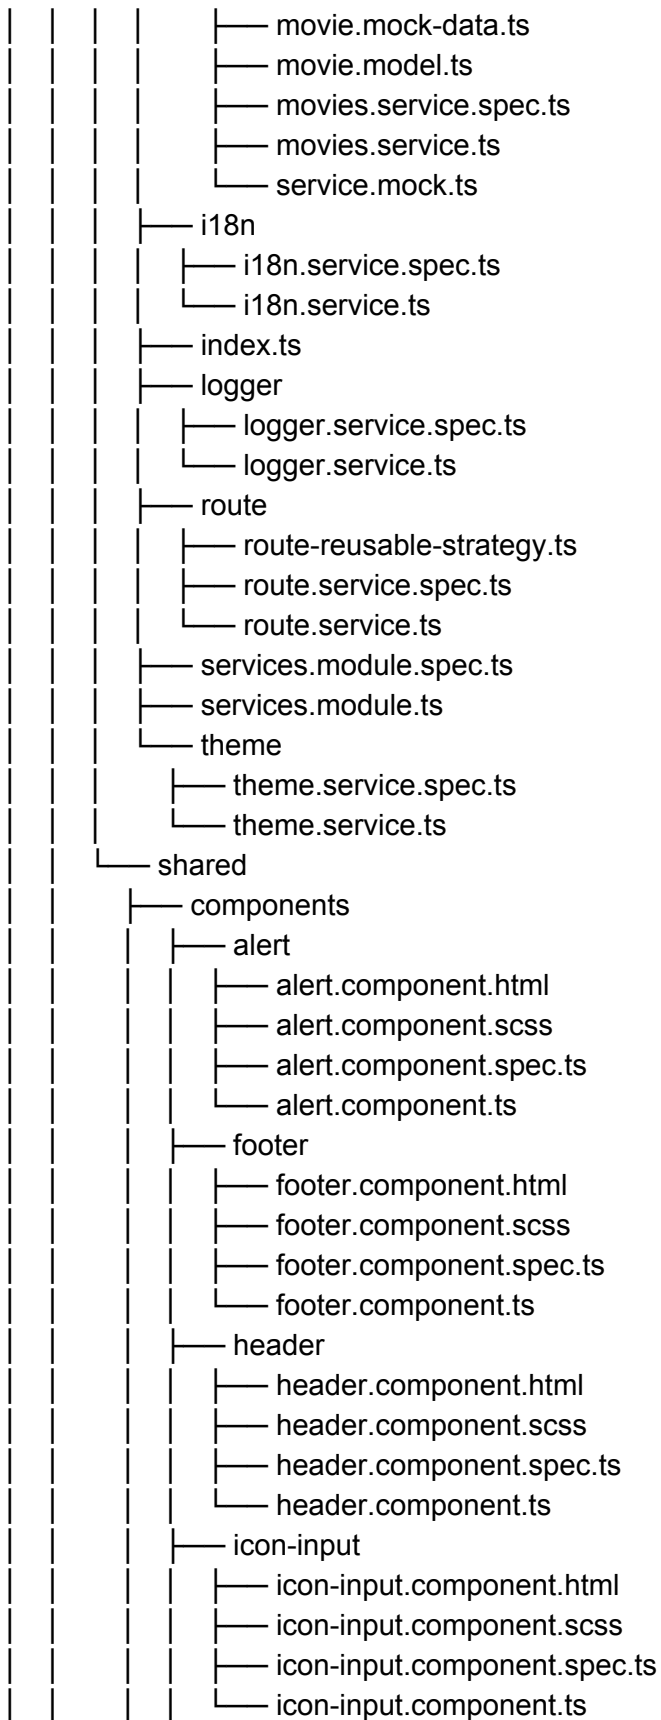 │   │   │   │       ├── movie.mock-data.ts
│   │   │   │       ├── movie.model.ts
│   │   │   │       ├── movies.service.spec.ts
│   │   │   │       ├── movies.service.ts
│   │   │   │       └── service.mock.ts
│   │   │   ├── i18n
│   │   │   │   ├── i18n.service.spec.ts
│   │   │   │   └── i18n.service.ts
│   │   │   ├── index.ts
│   │   │   ├── logger
│   │   │   │   ├── logger.service.spec.ts
│   │   │   │   └── logger.service.ts
│   │   │   ├── route
│   │   │   │   ├── route-reusable-strategy.ts
│   │   │   │   ├── route.service.spec.ts
│   │   │   │   └── route.service.ts
│   │   │   ├── services.module.spec.ts
│   │   │   ├── services.module.ts
│   │   │   └── theme
│   │   │       ├── theme.service.spec.ts
│   │   │       └── theme.service.ts
│   │   └── shared
│   │       ├── components
│   │       │   ├── alert
│   │       │   │   ├── alert.component.html
│   │       │   │   ├── alert.component.scss
│   │       │   │   ├── alert.component.spec.ts
│   │       │   │   └── alert.component.ts
│   │       │   ├── footer
│   │       │   │   ├── footer.component.html
│   │       │   │   ├── footer.component.scss
│   │       │   │   ├── footer.component.spec.ts
│   │       │   │   └── footer.component.ts
│   │       │   ├── header
│   │       │   │   ├── header.component.html
│   │       │   │   ├── header.component.scss
│   │       │   │   ├── header.component.spec.ts
│   │       │   │   └── header.component.ts
│   │       │   ├── icon-input
│   │       │   │   ├── icon-input.component.html
│   │       │   │   ├── icon-input.component.scss
│   │       │   │   ├── icon-input.component.spec.ts
│   │       │   │   └── icon-input.component.ts